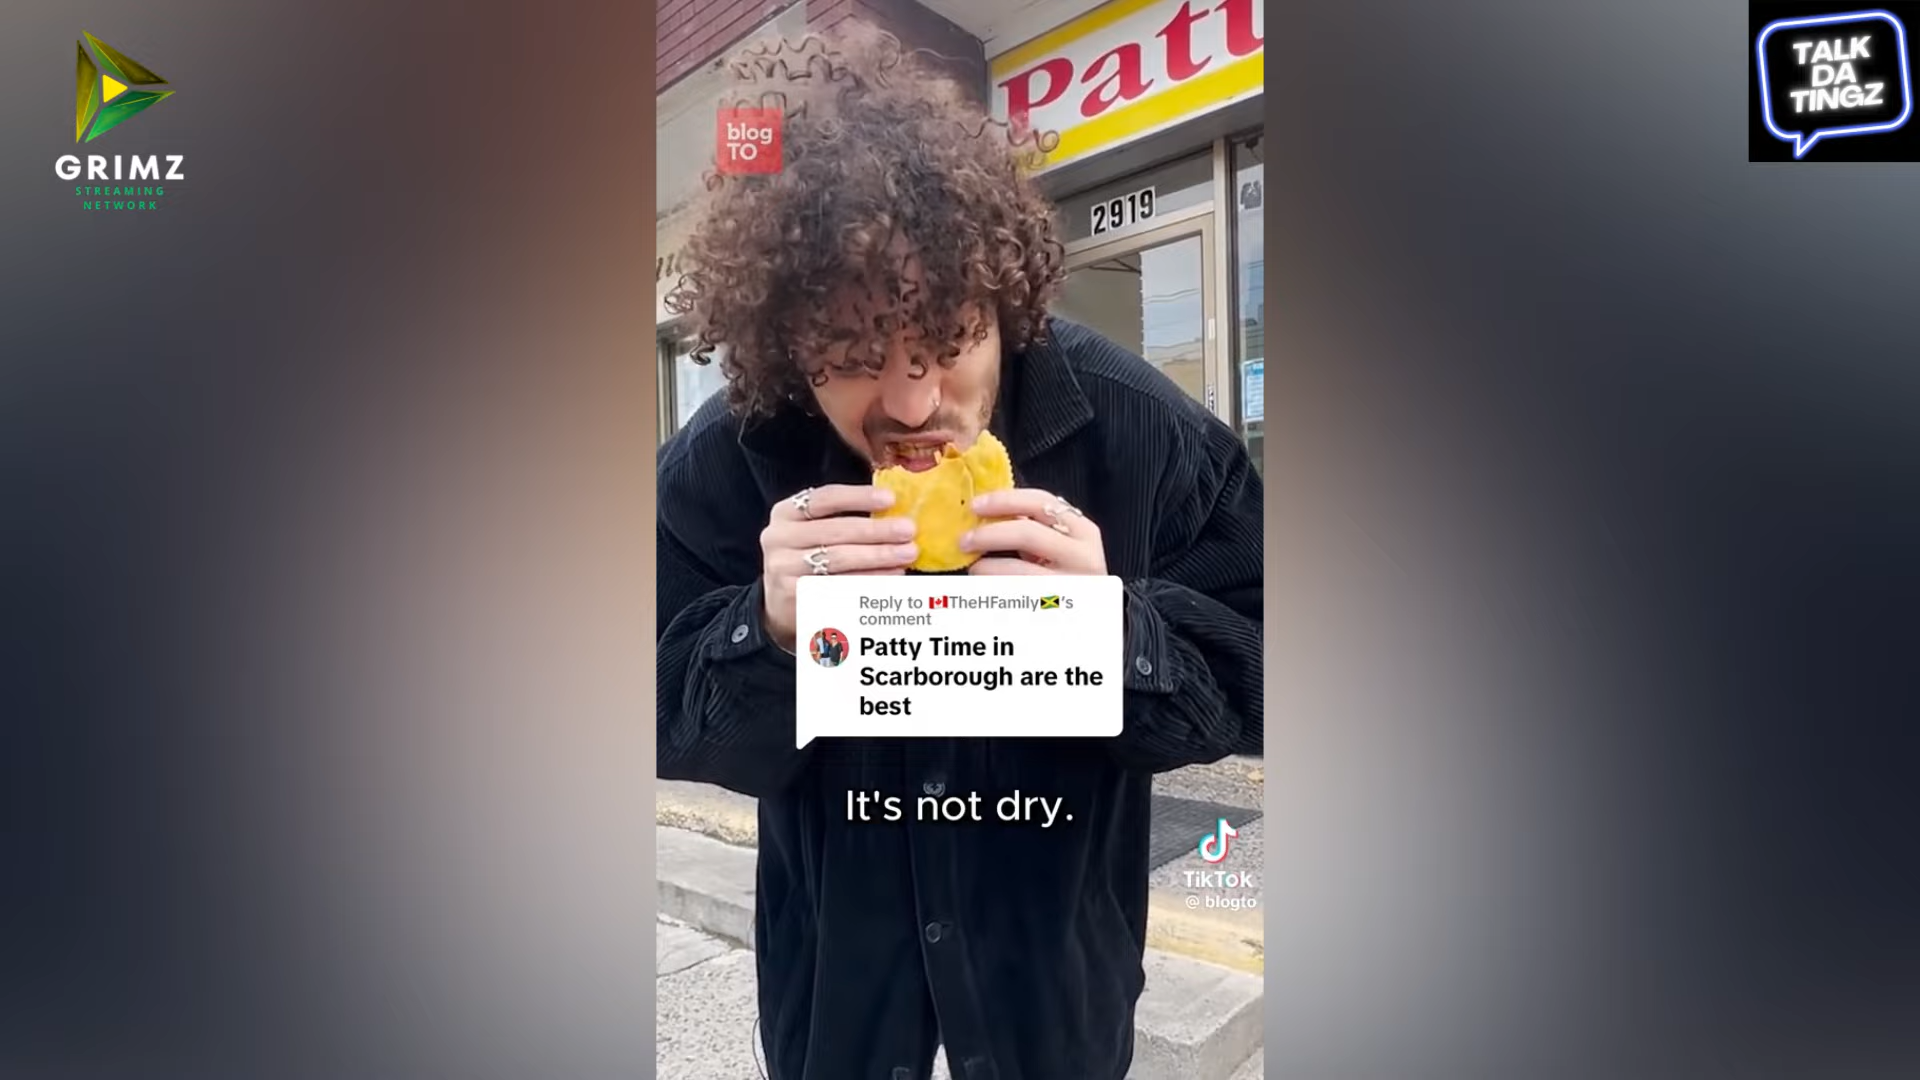 GRIMZ
STREAMING
NETWORK
TALK
DA
TINGZ
blog
TO
Patt
2919
Reply to 🇨🇦TheHFamily🇯🇲's
comment
Patty Time in
Scarborough are the
best
It's not dry.
TikTok
@ blogto